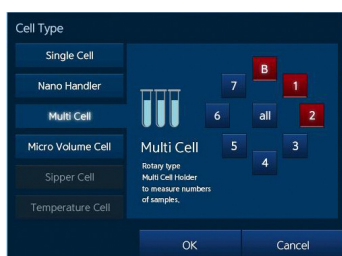 Cell Type
Single Cell
Nano Handler
Multi Cell
Micro Volume Cell
Sipper Cell
Temperature Cell
Multi Cell
Rotary type
Multi Cell Holder
to measure numbers
of samples,
B
7
1
6
all
2
5
3
4
OK
Cancel